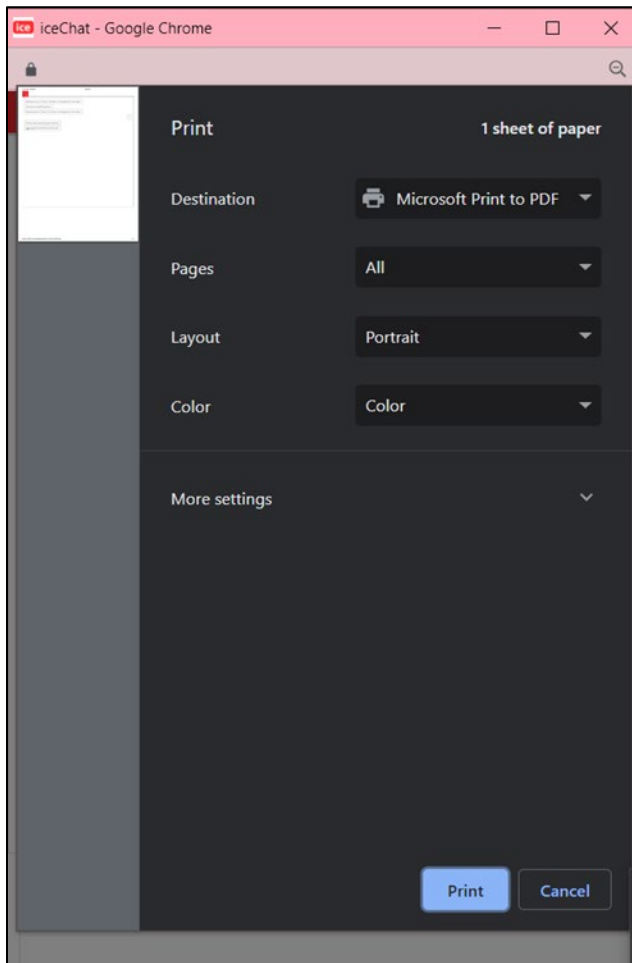 ice iceChat - Google Chrome
Print 1 sheet of paper
Destination Microsoft Print to PDF
Pages All
Layout Portrait
Color Color
More settings
Print Cancel